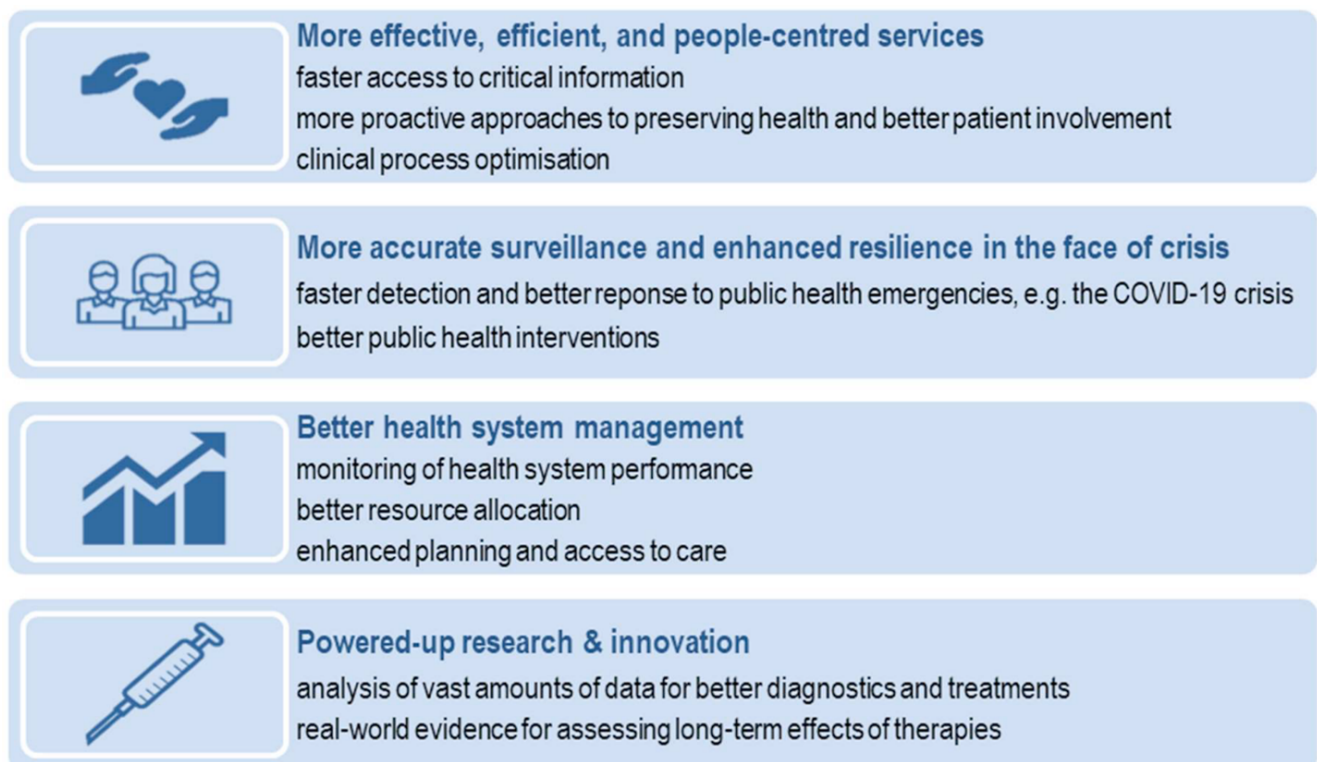 More effective, efficient, and people-centred services
faster access to critical information
more proactive approaches to preserving health and better patient involvement
clinical process optimisation
More accurate surveillance and enhanced resilience in the face of crisis
faster detection and better reponse to public health emergencies, e.g. the COVID-19 crisis
better public health interventions
Better health system management
monitoring of health system performance
better resource allocation
enhanced planning and access to care
Powered-up research & innovation
analysis of vast amounts of data for better diagnostics and treatments
real-world evidence for assessing long-term effects of therapies